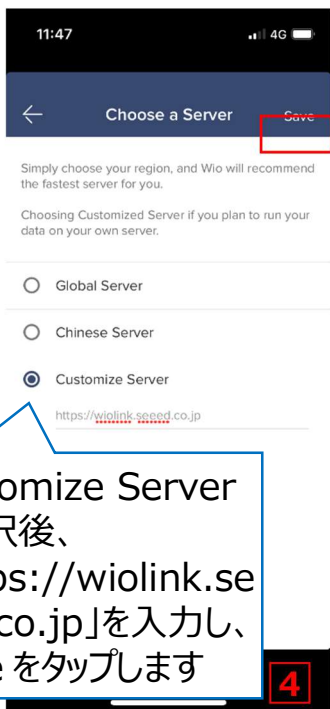 11:47
4G
Choose a Server
Save
Simply choose your region, and Wio will recommend
the fastest server for you.
Choosing Customized Server if you plan to run your
data on your own server.
Global Server
Chinese Server
Customize Server
https://wiolink.seeed.co.jp
omize Server
択後、
ps://wiolink.se
co.jp」を入力し、
e をタップします
4